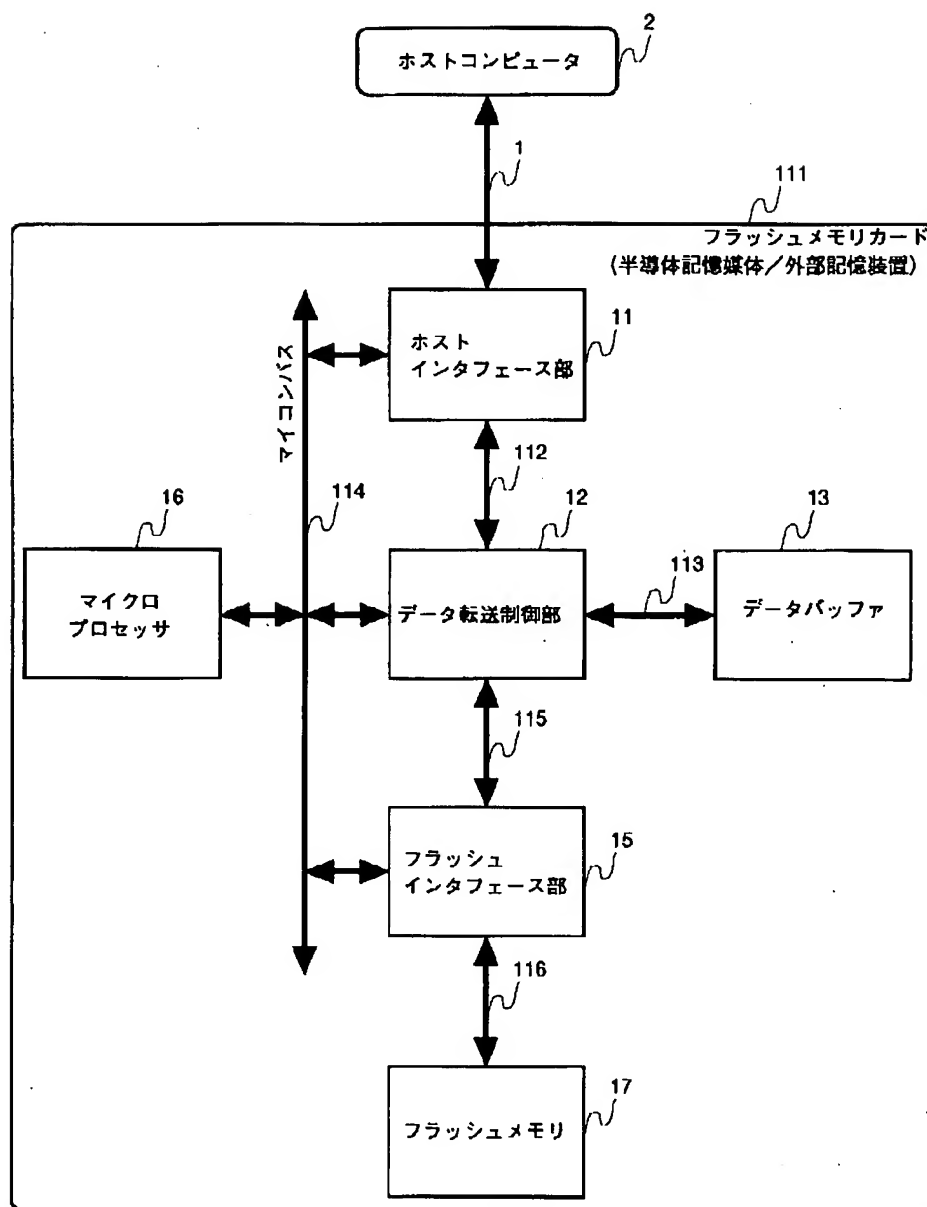 2
ホストコンピュータ
1
111
フラッシュメモリカード
(半導体記憶媒体／外部記憶装置)
11
ホスト
インタフェース部
マイコンバス
112
114
16
12
13
113
マイクロ
プロセッサ
データ転送制御部
データバッファ
115
15
フラッシュ
インタフェース部
116
17
フラッシュメモリ